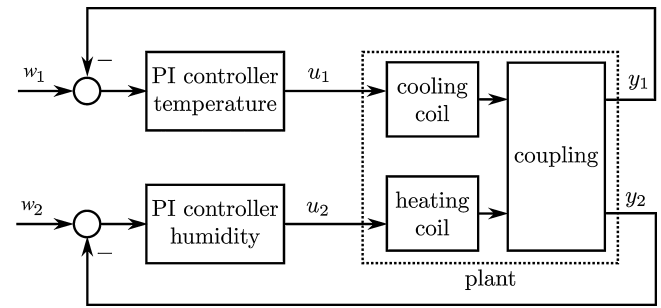 −
w₁
PI controller
temperature
u₁
cooling
coil
coupling
y₁
w₂
PI controller
humidity
u₂
heating
coil
y₂
−
plant